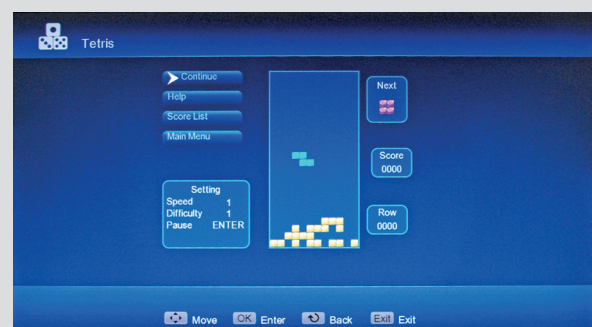 Tetris
Continue
Help
Score List
Main Menu
Next
Score
0000
Setting
Speed 1
Difficulty 1
Pause ENTER
Row
0000
Move OK Enter Back Exit Exit